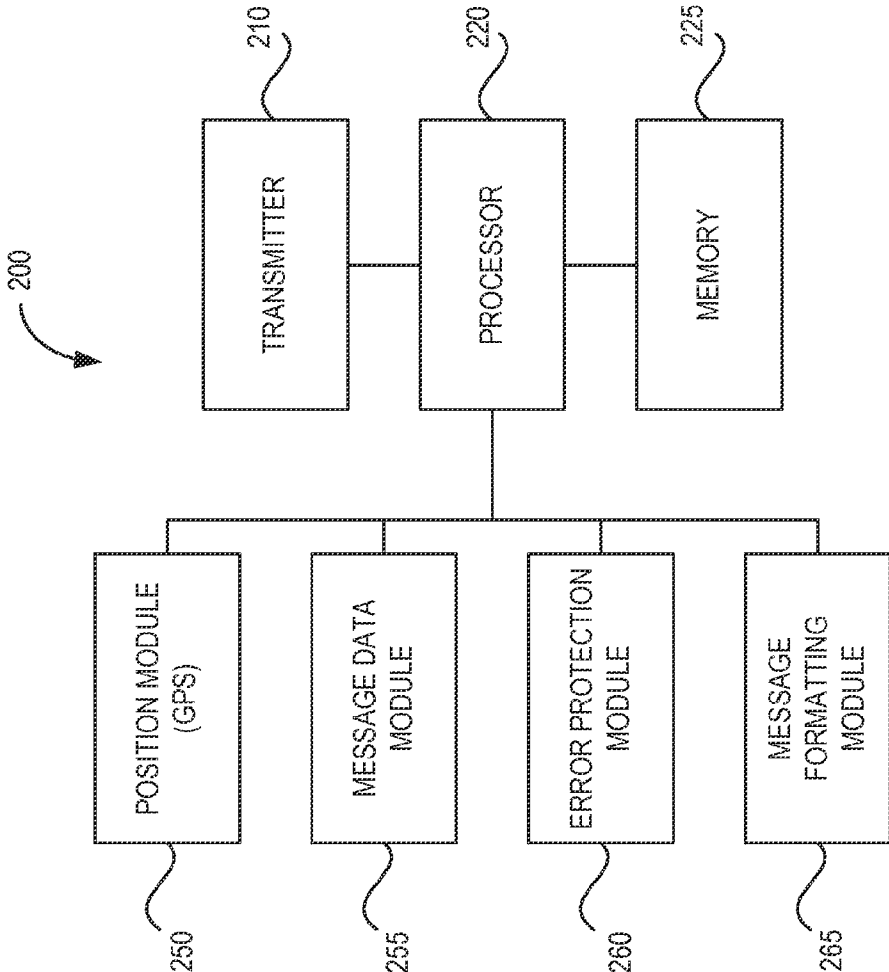 200
210
TRANSMITTER
220
PROCESSOR
225
MEMORY
250
POSITION MODULE
(GPS)
255
MESSAGE DATA
MODULE
260
ERROR PROTECTION
MODULE
265
MESSAGE
FORMATTING
MODULE